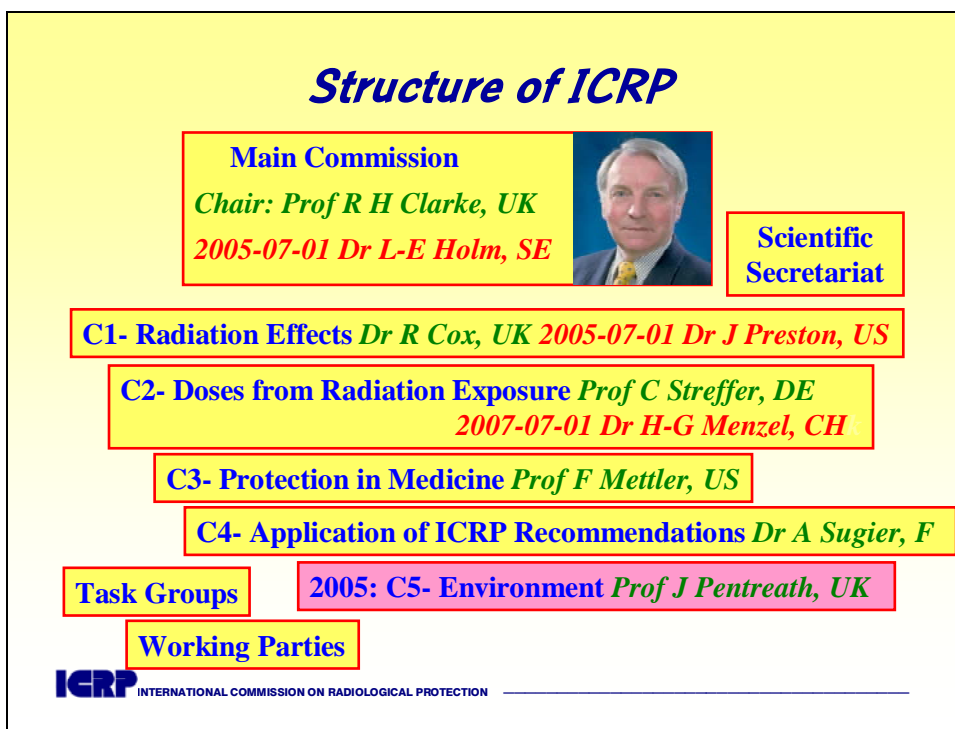 Structure of ICRP
Main Commission
Chair: Prof R H Clarke, UK
2005-07-01 Dr L-E Holm, SE
Scientific
Secretariat
C1- Radiation Effects Dr R Cox, UK 2005-07-01 Dr J Preston, US
C2- Doses from Radiation Exposure Prof C Streffer, DE
2007-07-01 Dr H-G Menzel, CH
C3- Protection in Medicine Prof F Mettler, US
C4- Application of ICRP Recommendations Dr A Sugier, F
2005: C5- Environment Prof J Pentreath, UK
Task Groups
Working Parties
ICRP INTERNATIONAL COMMISSION ON RADIOLOGICAL PROTECTION